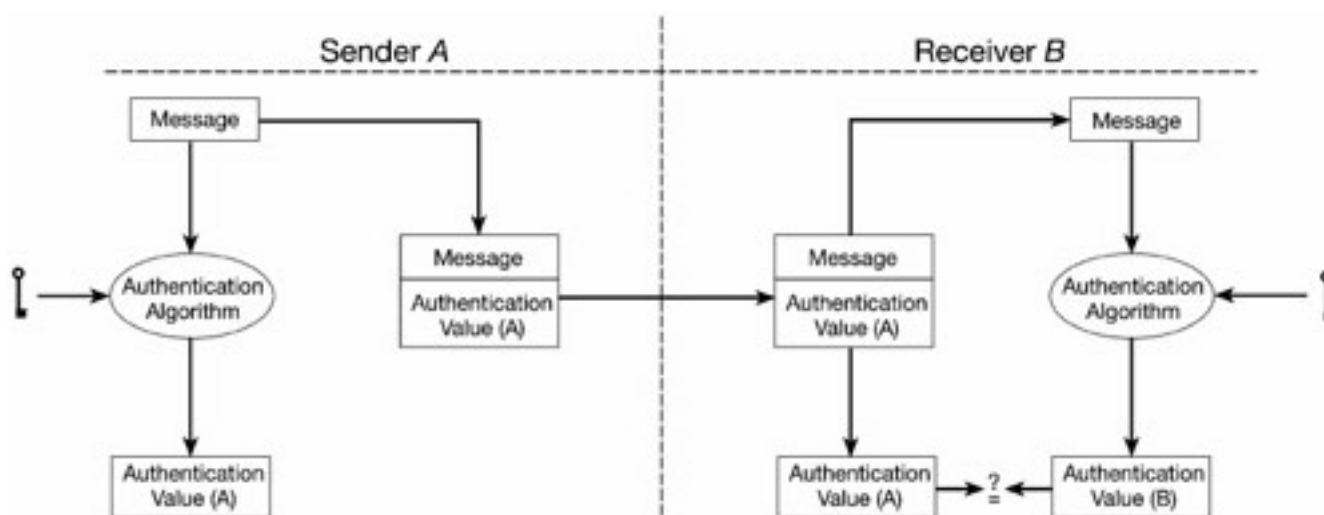 Sender A
Receiver B
Message
Message
Message
Message
Authentication
Algorithm
Authentication
Value (A)
Authentication
Value (A)
Authentication
Algorithm
Authentication
Value (A)
Authentication
Value (A)
?
=
Authentication
Value (B)